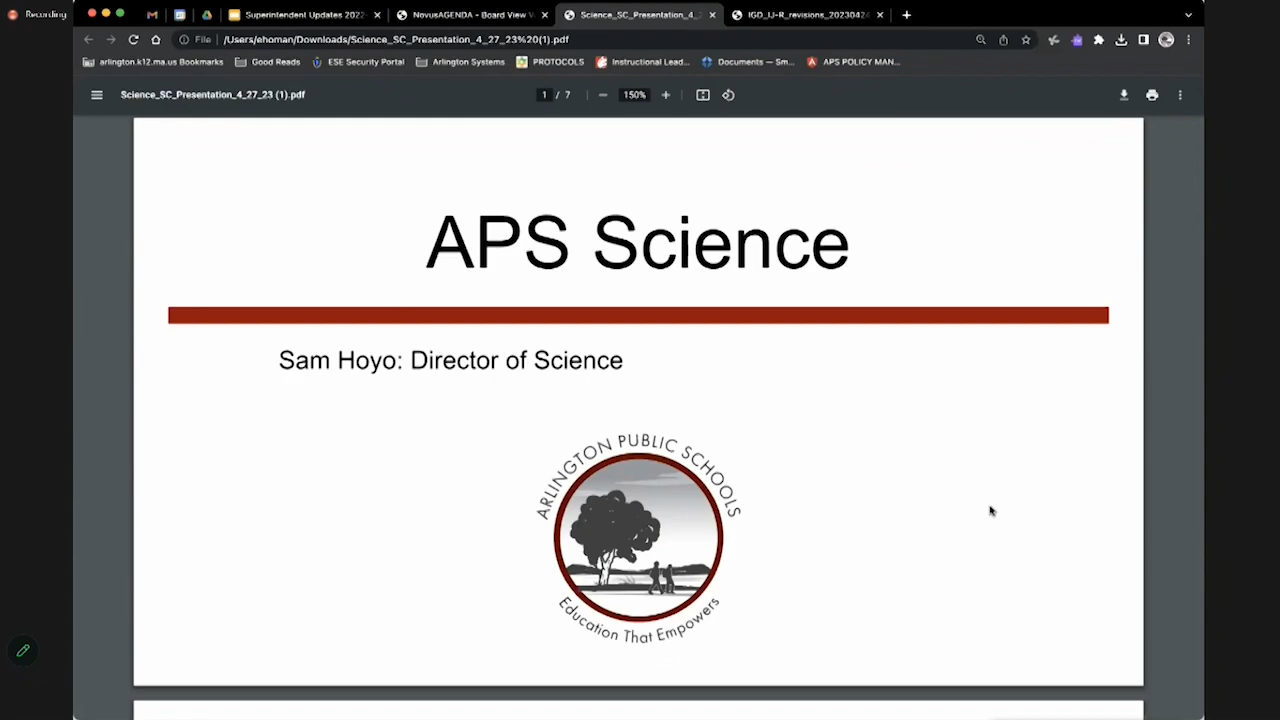 Recording
Superintendent Updates 2022-
NovusAGENDA - Board View V
Science_SC_Presentation_4_2
IGD_IJ-R_revisions_20230424
File
/Users/ehoman/Downloads/Science_SC_Presentation_4_27_23%20(1).pdf
arlington.k12.ma.us Bookmarks
Good Reads
ESE Security Portal
Arlington Systems
PROTOCOLS
Instructional Lead...
Documents — Sm...
APS POLICY MAN...
Science_SC_Presentation_4_27_23 (1).pdf
1 / 7
150%
APS Science
Sam Hoyo: Director of Science
ARLINGTON PUBLIC SCHOOLS
Education That Empowers